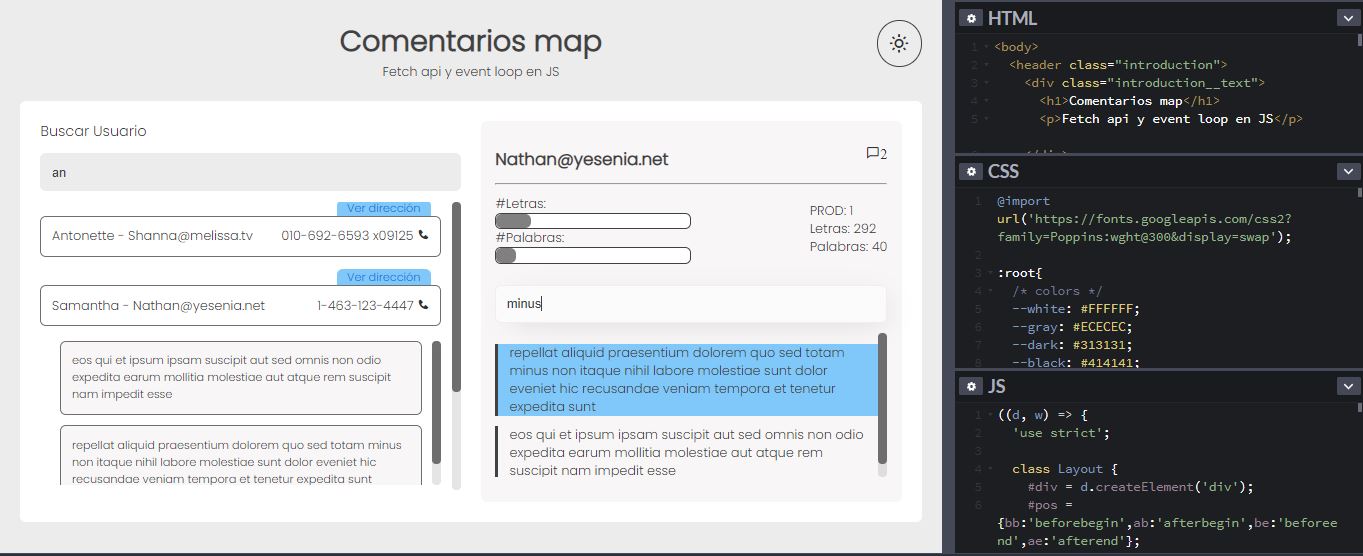 Comentarios map
Fetch api y event loop en JS
Buscar Usuario
an
Ver dirección
Antonette - Shanna@melissa.tv 010-692-6593 x09125
Ver dirección
Samantha - Nathan@yesenia.net 1-463-123-4447
eos qui et ipsum ipsam suscipit aut sed omnis non odio
expedita earum mollitia molestiae aut atque rem suscipit
nam impedit esse
repellat aliquid praesentium dolorem quo sed totam minus
non itaque nihil labore molestiae sunt dolor eveniet hic
recusandae veniam tempora et tenetur expedita sunt
Nathan@yesenia.net 2
#Letras:
#Palabras:
PROD: 1
Letras: 292
Palabras: 40
minus
repellat aliquid praesentium dolorem quo sed totam
minus non itaque nihil labore molestiae sunt dolor
eveniet hic recusandae veniam tempora et tenetur
expedita sunt
eos qui et ipsum ipsam suscipit aut sed omnis non odio
expedita earum mollitia molestiae aut atque rem
suscipit nam impedit esse
HTML
1 <body>
2 <header class="introduction">
3 <div class="introduction__text">
4 <h1>Comentarios map</h1>
5 <p>Fetch api y event loop en JS</p>
CSS
1 @import
url('https://fonts.googleapis.com/css2?
family=Poppins:wght@300&display=swap');
2
3 :root{
4 /* colors */
5 --white: #FFFFFF;
6 --gray: #ECECEC;
7 --dark: #313131;
8 --black: #414141;
JS
1 ((d, w) => {
2 'use strict';
3
4 class Layout {
5 #div = d.createElement('div');
6 #pos =
{bb:'beforebegin',ab:'afterbegin',be:'beforee
nd',ae:'afterend'};